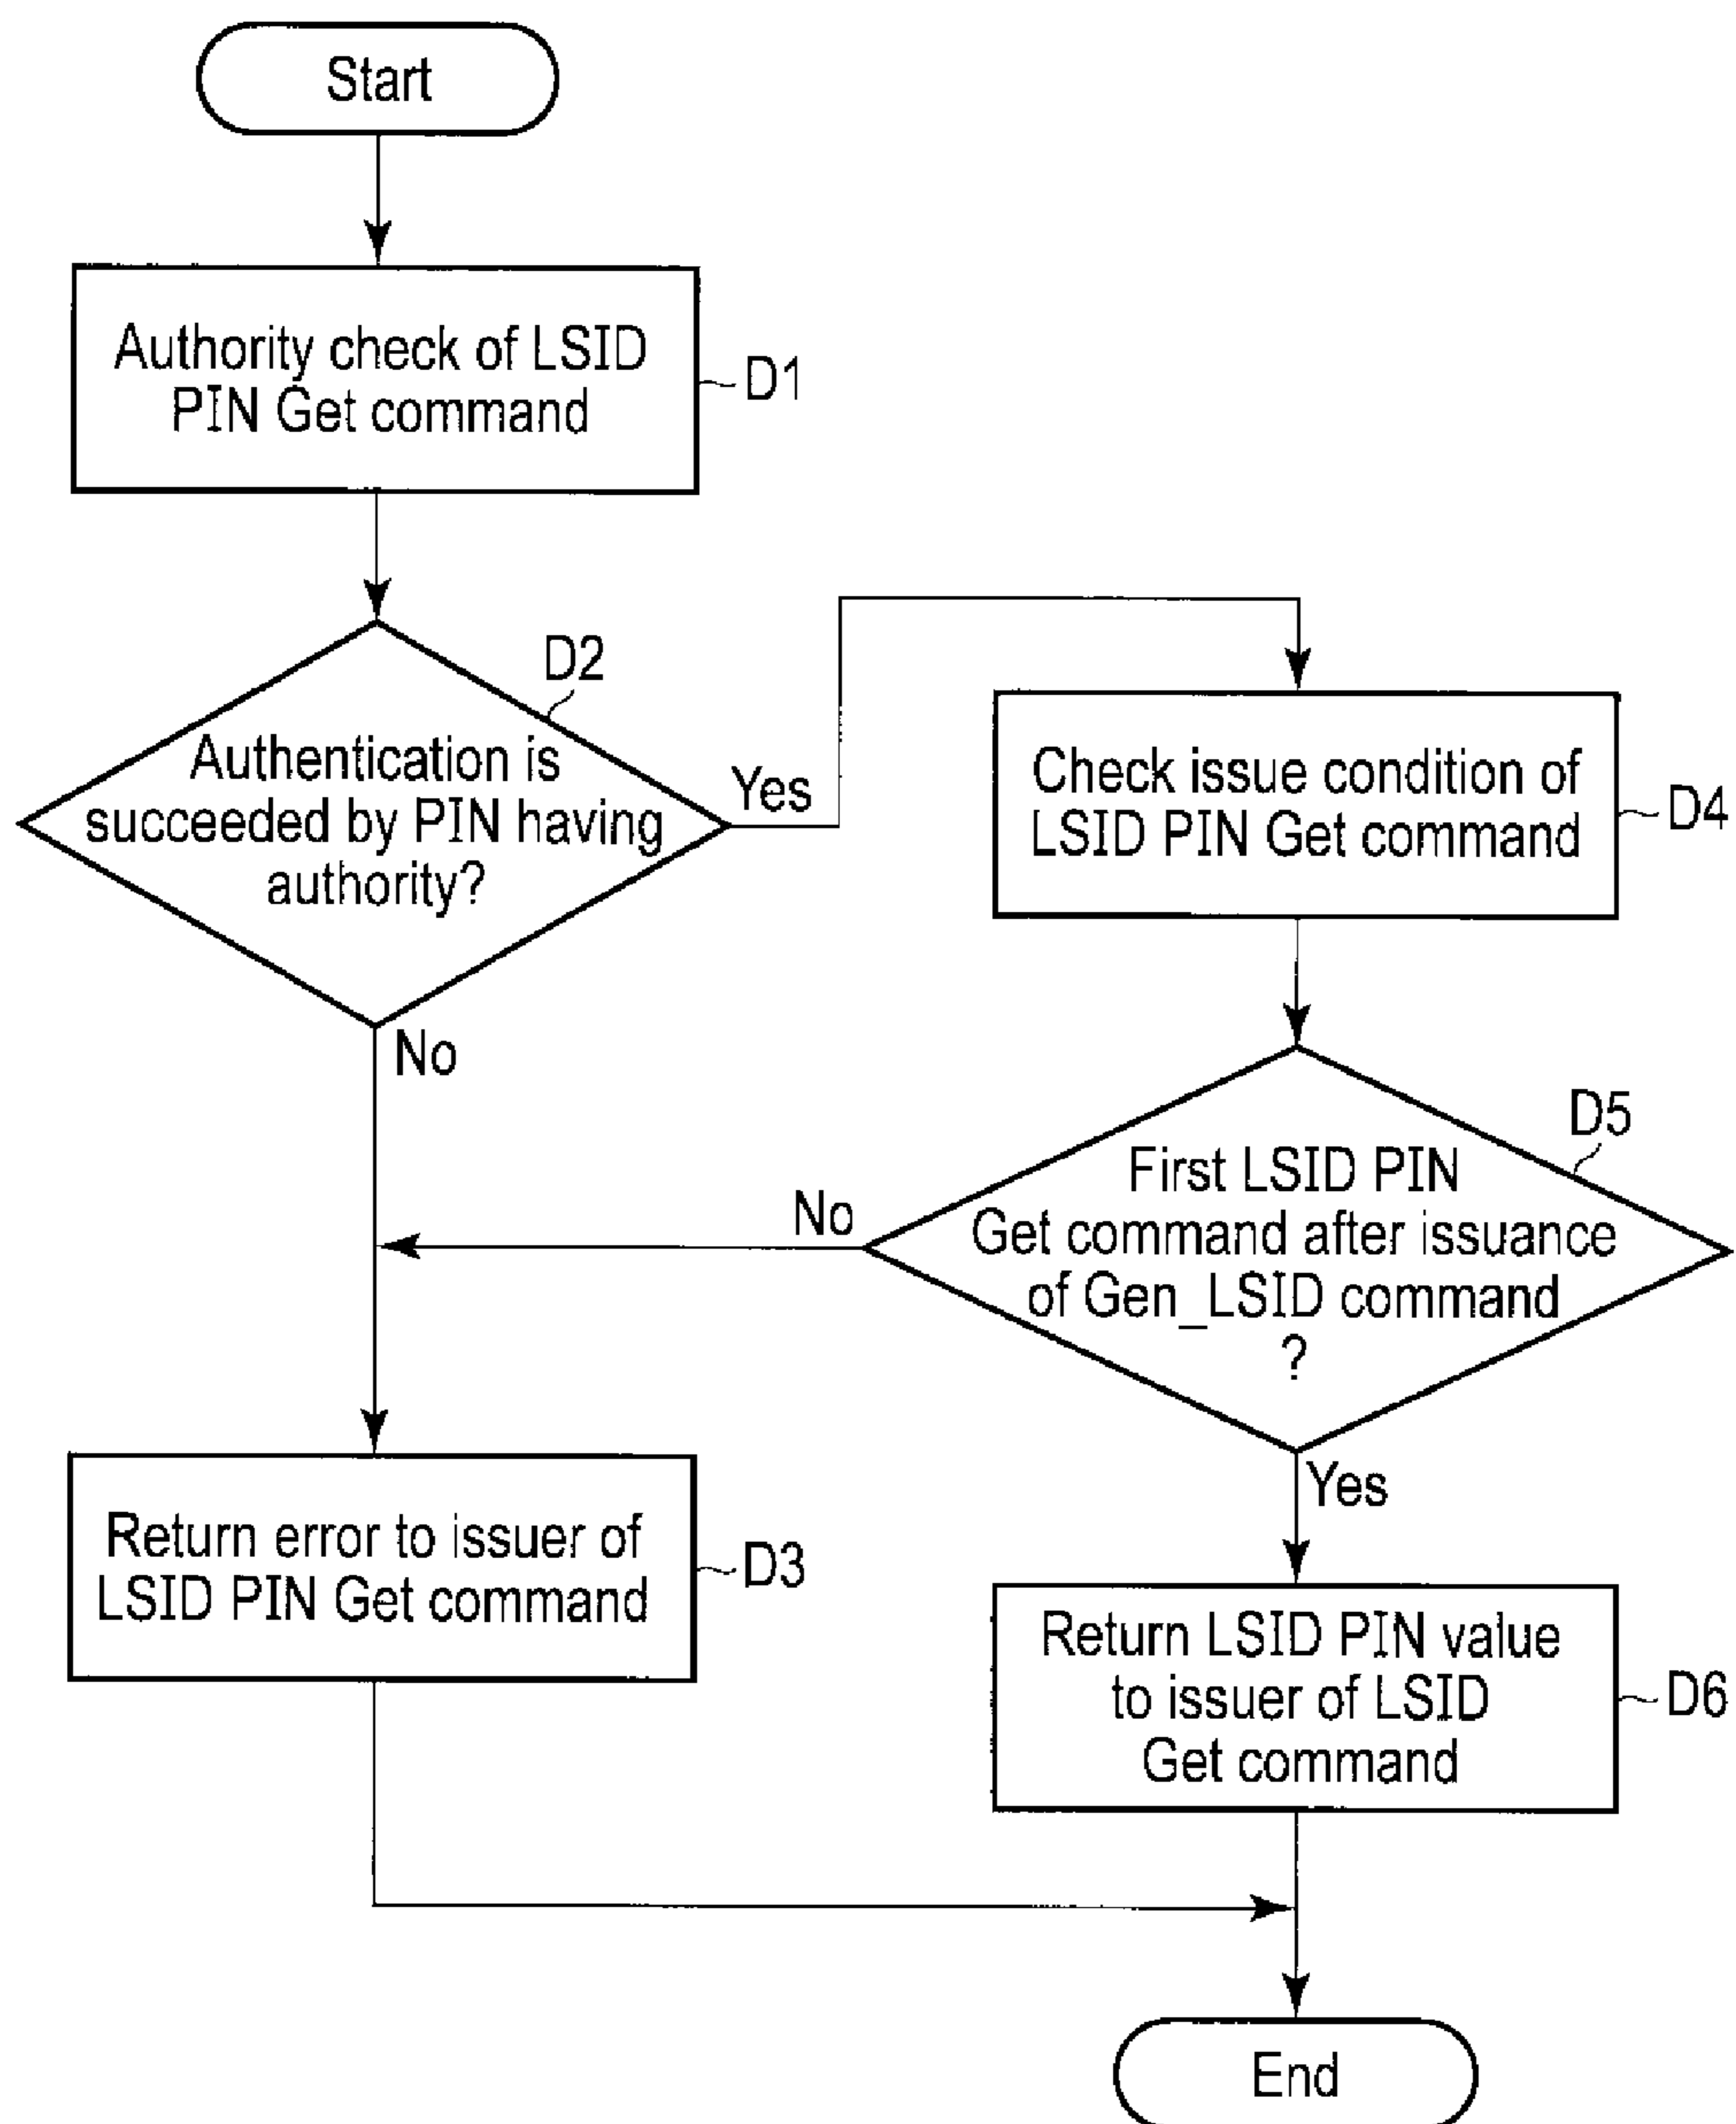 Start
Authority check of LSID
PIN Get command
D1
D2
Authentication is
succeeded by PIN having
authority?
Yes
No
Check issue condition of
LSID PIN Get command
D4
D5
First LSID PIN
Get command after issuance
of Gen_LSID command
?
No
Yes
Return error to issuer of
LSID PIN Get command
D3
Return LSID PIN value
to issuer of LSID
Get command
D6
End